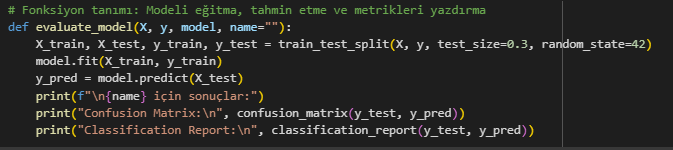 # Fonksiyon tanımı: Modeli eğitma, tahmin etme ve metrikleri yazdırma
def evaluate_model(X, y, model, name=""):
    X_train, X_test, y_train, y_test = train_test_split(X, y, test_size=0.3, random_state=42)
    model.fit(X_train, y_train)
    y_pred = model.predict(X_test)
    print(f"\n{name} için sonuçlar:")
    print("Confusion Matrix:\n", confusion_matrix(y_test, y_pred))
    print("Classification Report:\n", classification_report(y_test, y_pred))